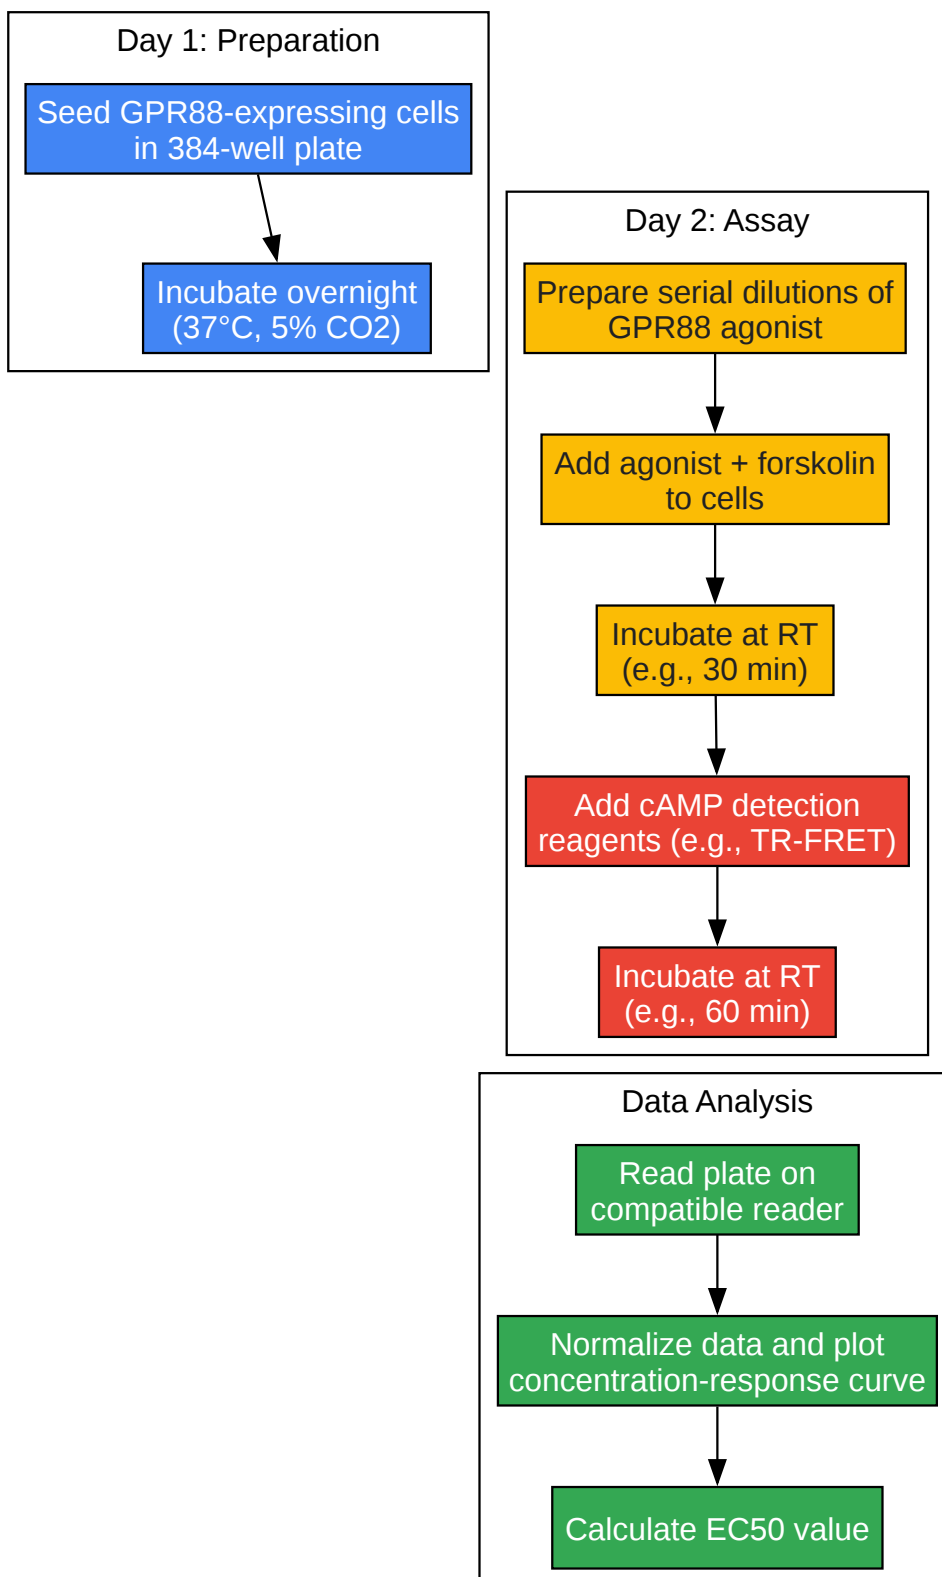 Day 1: Preparation
Seed GPR88-expressing cells
in 384-well plate
Incubate overnight
(37°C, 5% CO2)
Day 2: Assay
Prepare serial dilutions of
GPR88 agonist
Add agonist + forskolin
to cells
Incubate at RT
(e.g., 30 min)
Add cAMP detection
reagents (e.g., TR-FRET)
Incubate at RT
(e.g., 60 min)
Data Analysis
Read plate on
compatible reader
Normalize data and plot
concentration-response curve
Calculate EC50 value